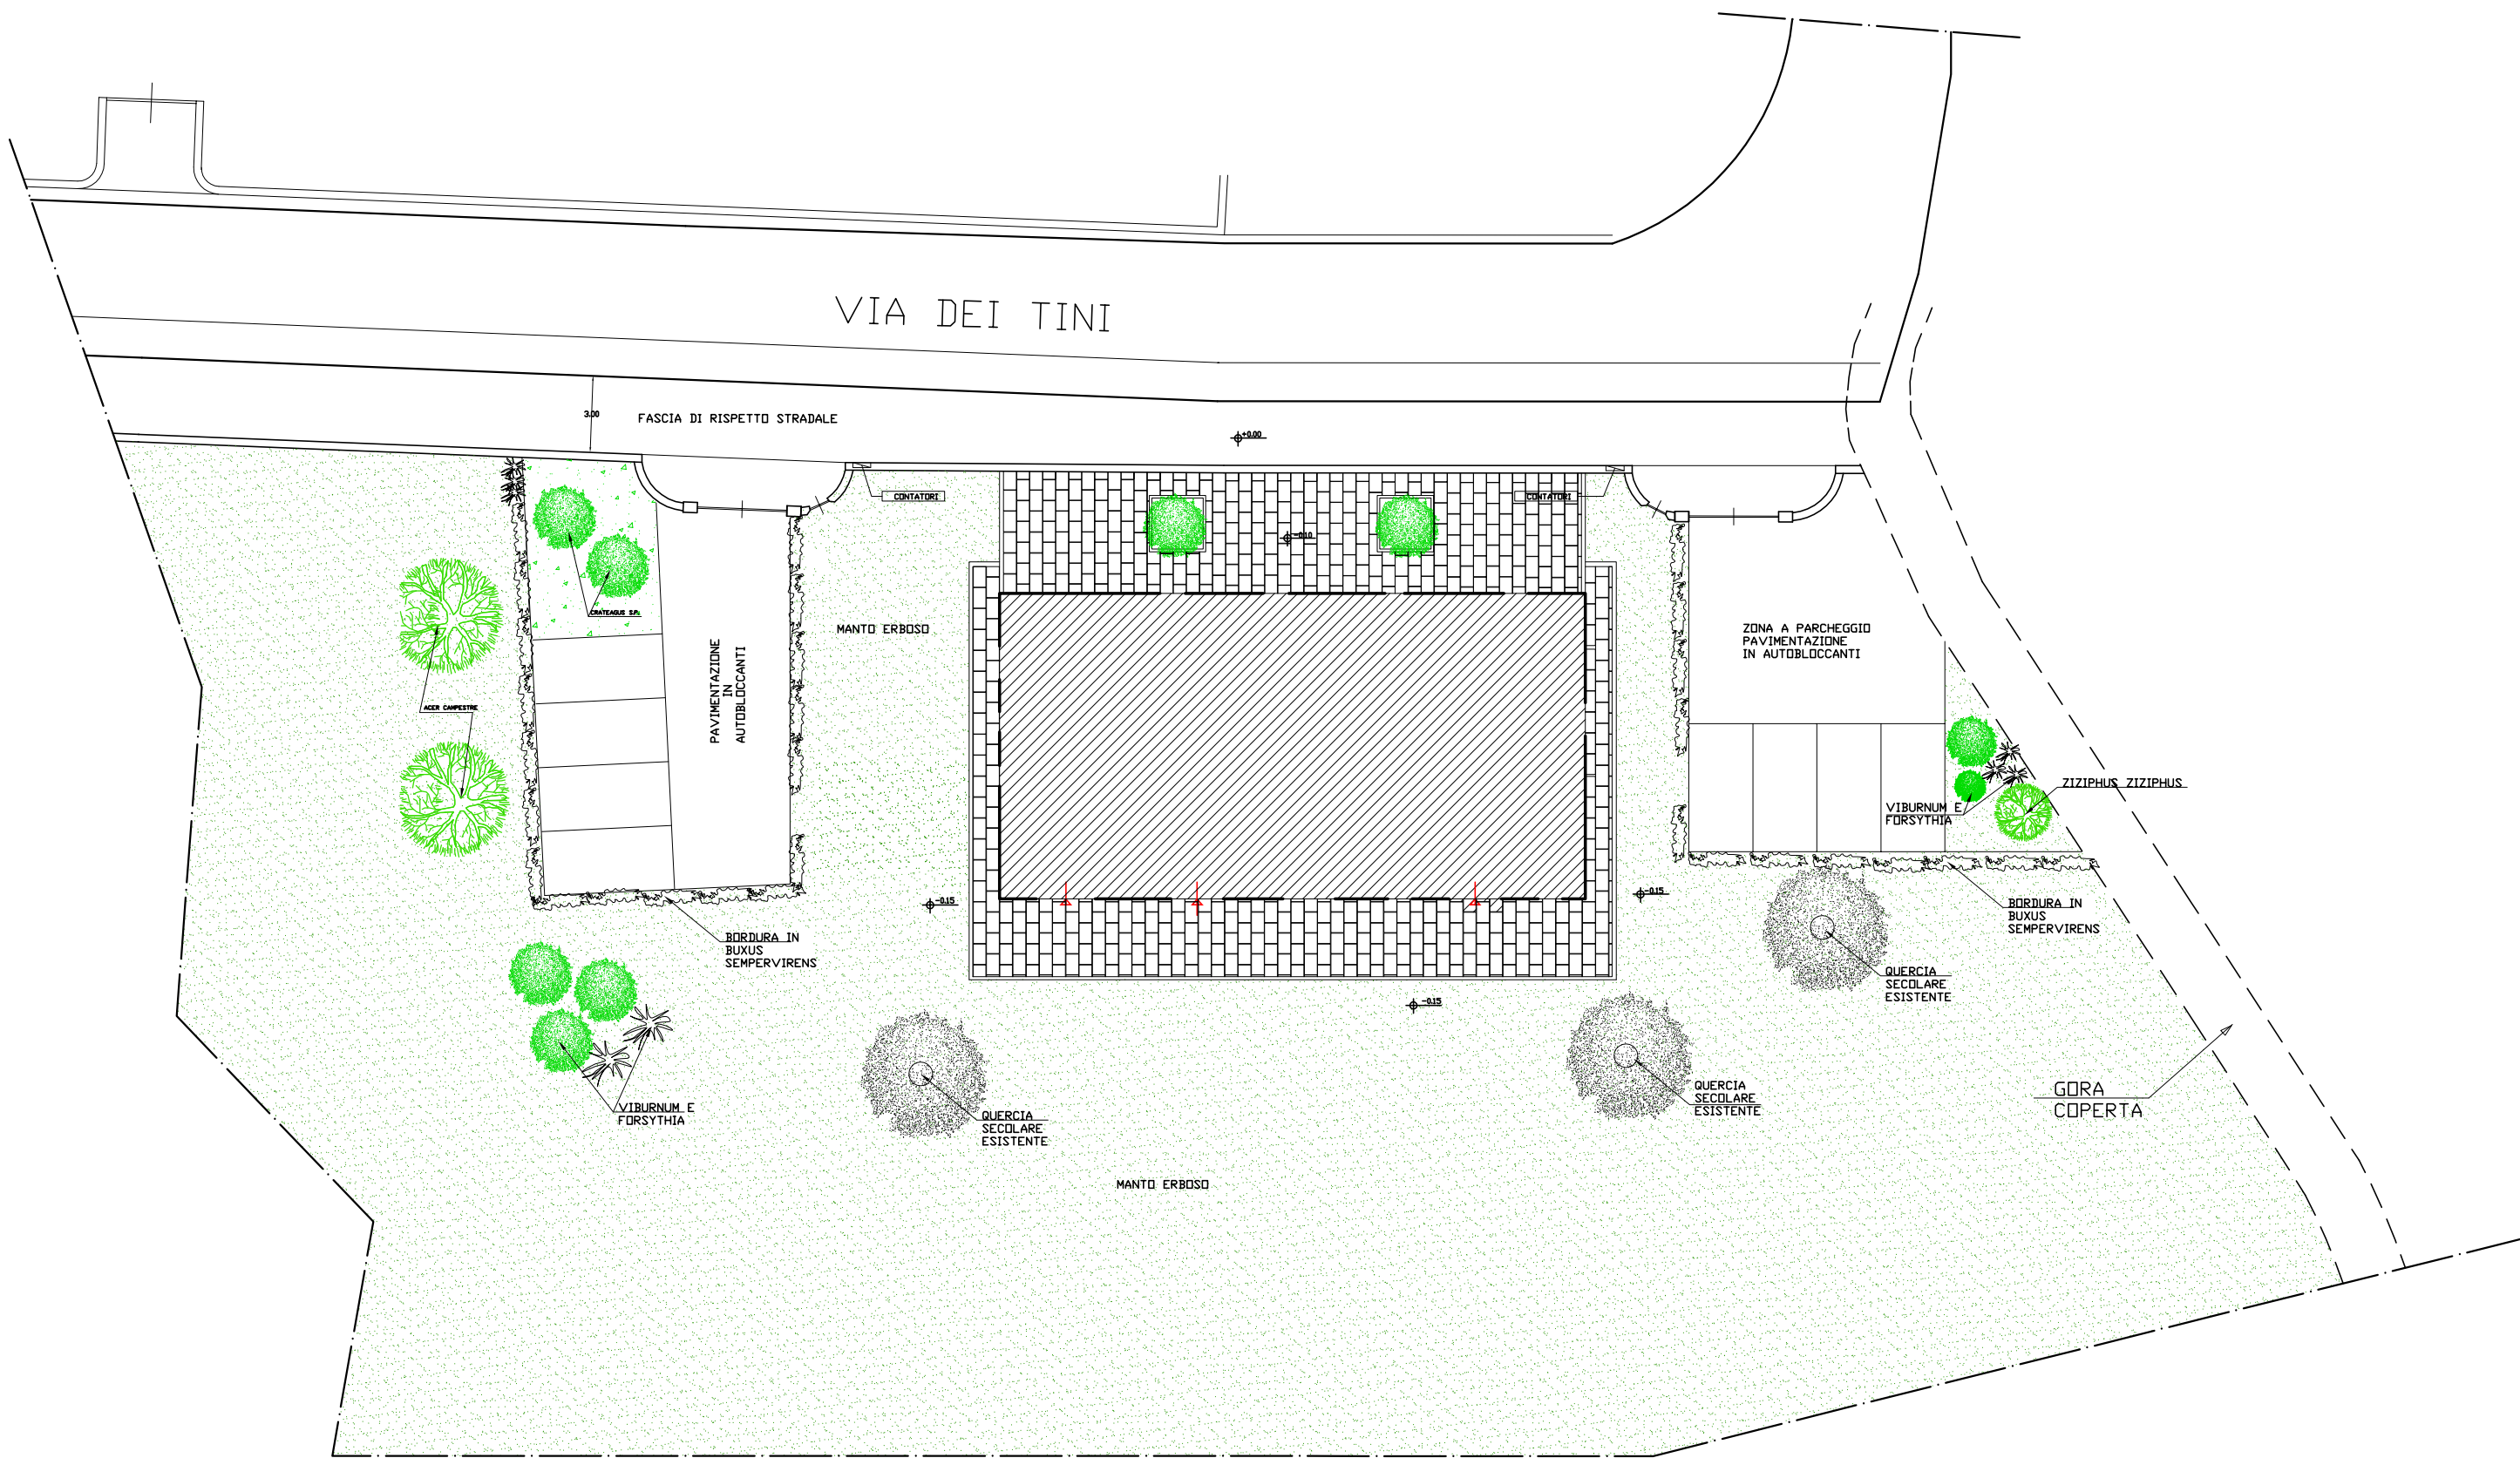 VIA DEI TINI
3.00
FASCIA DI RISPETTO STRADALE
+0.00
CONTATORI
CONTATORI
-0.10
CRATEAGUS S.P.
MANTO ERBOSO
ZONA A PARCHEGGIO
PAVIMENTAZIONE
IN AUTOBLOCCANTI
PAVIMENTAZIONE
IN
AUTOBLOCCANTI
ACER CAMPESTRE
ZIZIPHUS ZIZIPHUS
VIBURNUM E
FORSYTHIA
-0.15
-0.15
BORDURA IN
BUXUS
SEMPERVIRENS
BORDURA IN
BUXUS
SEMPERVIRENS
QUERCIA
SECOLARE
ESISTENTE
-0.15
QUERCIA
SECOLARE
ESISTENTE
GORA
COPERTA
VIBURNUM E
FORSYTHIA
QUERCIA
SECOLARE
ESISTENTE
MANTO ERBOSO